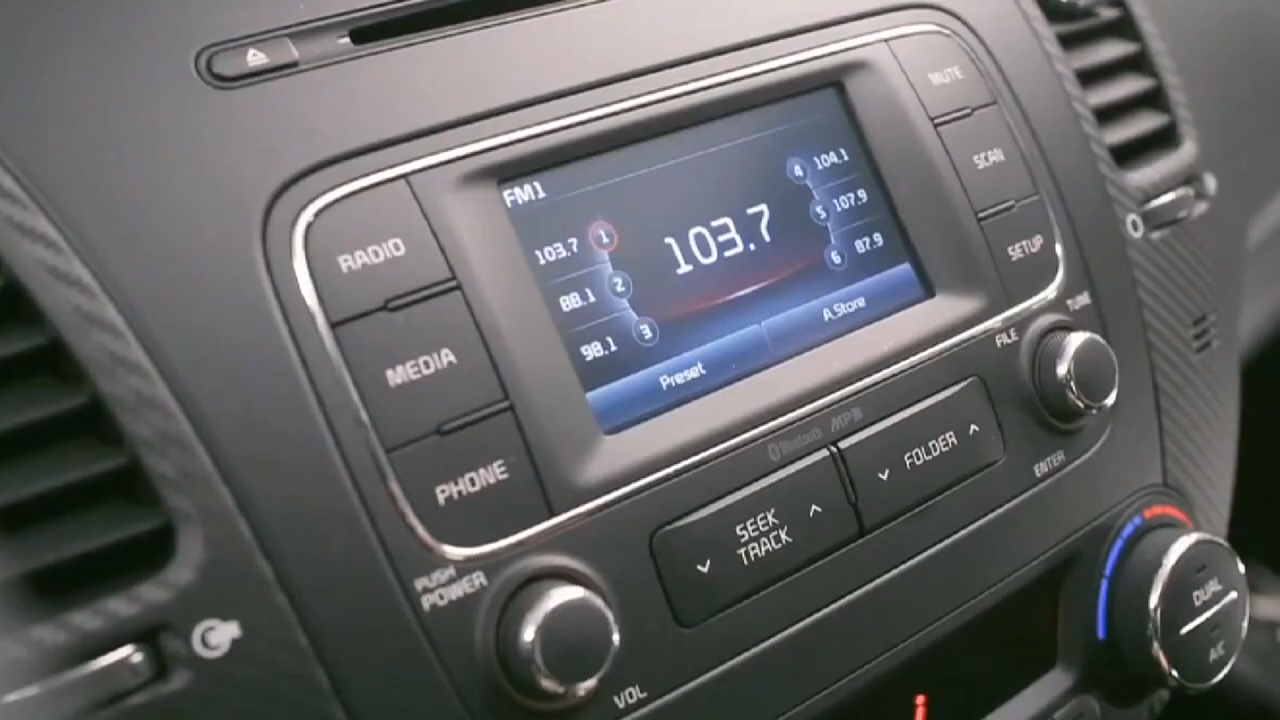 MUTE
SCAN
SETUP
RADIO
MEDIA
PHONE
FM1
103.7 1
88.1 2
98.1 3
103.7
4 104.1
5 107.9
6 87.9
Preset
A.Store
Bluetooth MP3
TUNE
FILE
ENTER
FOLDER
SEEK
TRACK
PUSH
POWER
VOL
DUAL
A/C